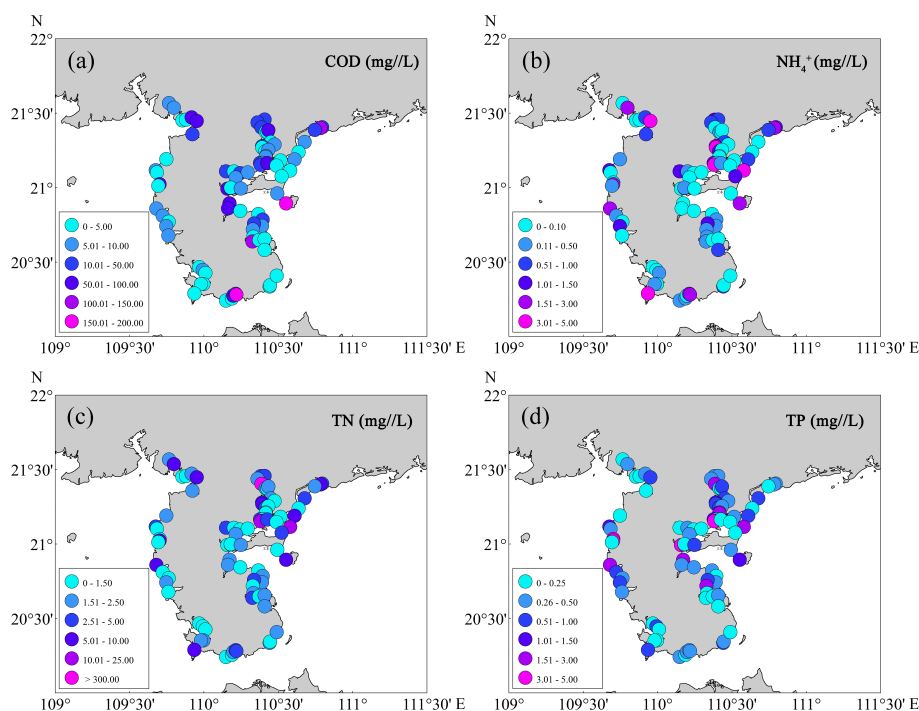 N
N
22°
22°
(a)
COD (mg//L)
(b)
NH₄⁺(mg//L)
21°30'
21°30'
21°
21°
0 - 5.00
5.01 - 10.00
10.01 - 50.00
50.01 - 100.00
100.01 - 150.00
150.01 - 200.00
0 - 0.10
0.11 - 0.50
0.51 - 1.00
1.01 - 1.50
1.51 - 3.00
3.01 - 5.00
20°30'
20°30'
109° 109°30' 110° 110°30' 111° 111°30' E
109° 109°30' 110° 110°30' 111° 111°30' E
N
N
22°
22°
(c)
TN (mg//L)
(d)
TP (mg//L)
21°30'
21°30'
21°
21°
0 - 1.50
1.51 - 2.50
2.51 - 5.00
5.01 - 10.00
10.01 - 25.00
> 300.00
0 - 0.25
0.26 - 0.50
0.51 - 1.00
1.01 - 1.50
1.51 - 3.00
3.01 - 5.00
20°30'
20°30'
109° 109°30' 110° 110°30' 111° 111°30' E
109° 109°30' 110° 110°30' 111° 111°30' E